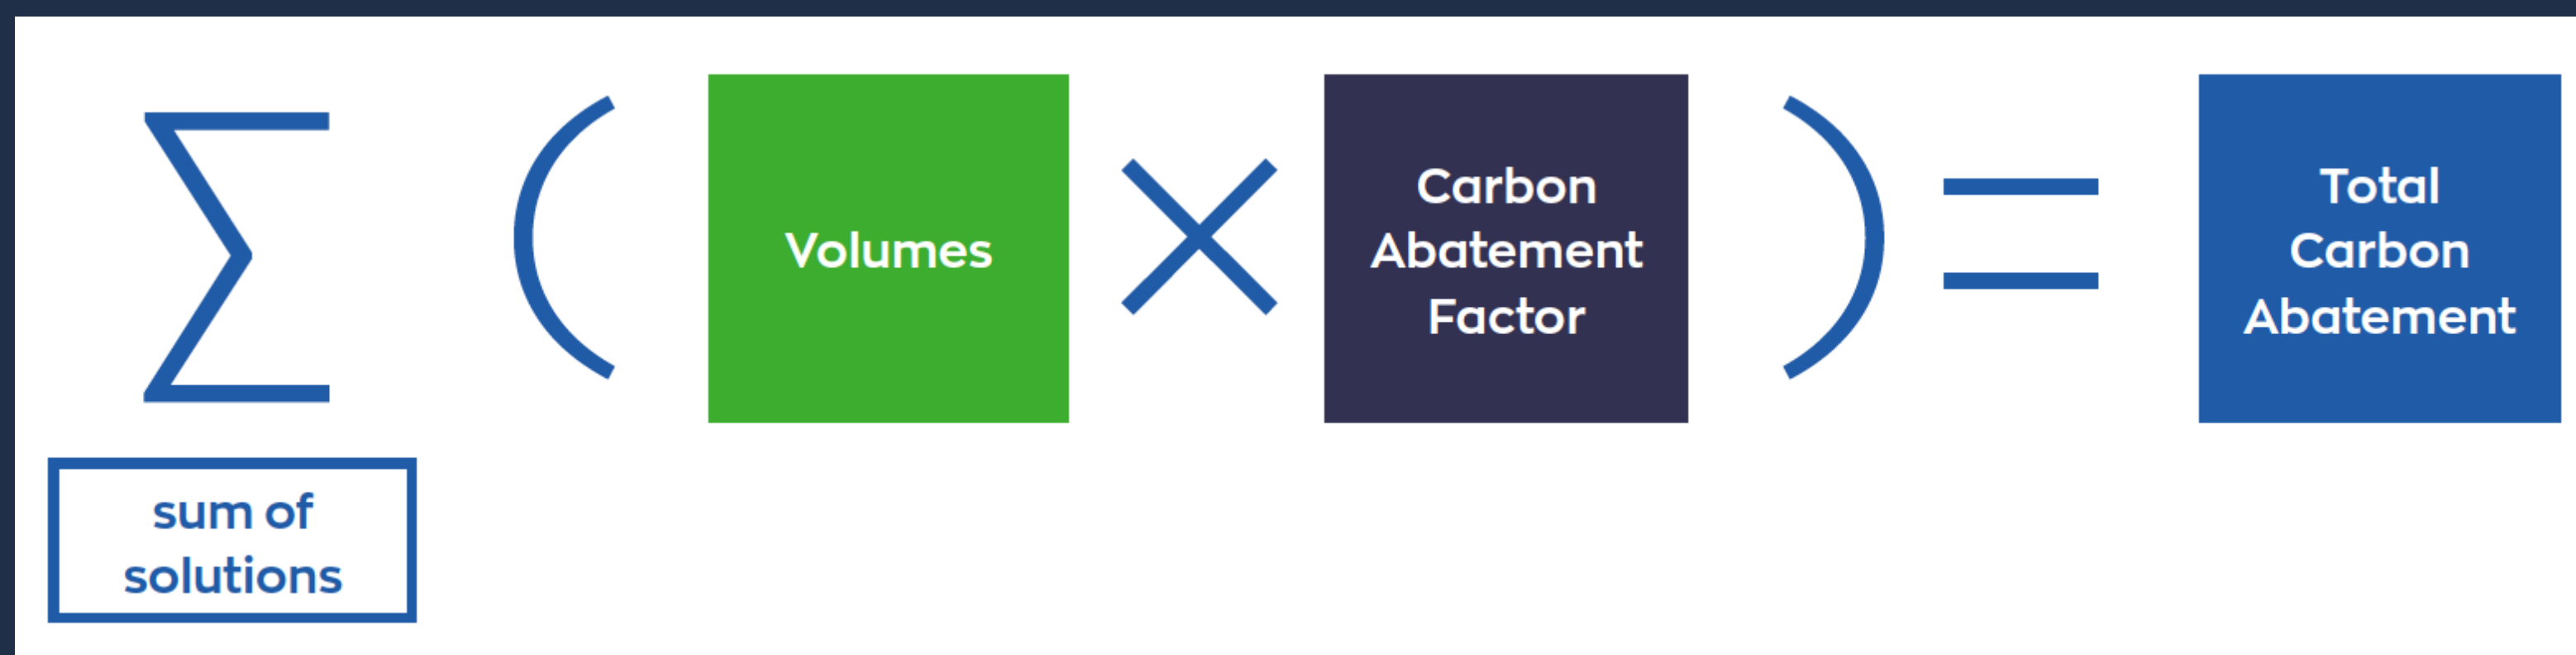 ∑ ( Volumes × Carbon Abatement Factor ) = Total Carbon Abatement
sum of
solutions